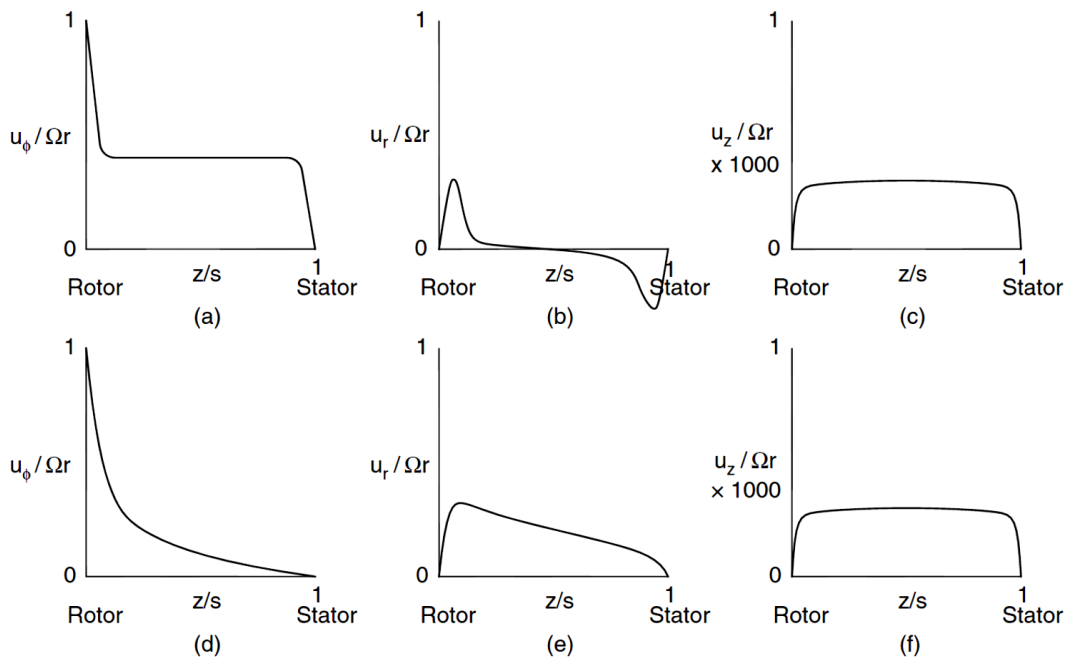 1
u_ϕ / Ωr
0
1
Rotor z/s Stator
(a)
1
u_r / Ωr
0
1
Rotor z/s Stator
(b)
1
u_z / Ωr
x 1000
0
1
Rotor z/s Stator
(c)
1
u_ϕ / Ωr
0
1
Rotor z/s Stator
(d)
1
u_r / Ωr
0
1
Rotor z/s Stator
(e)
1
u_z / Ωr
× 1000
0
1
Rotor z/s Stator
(f)